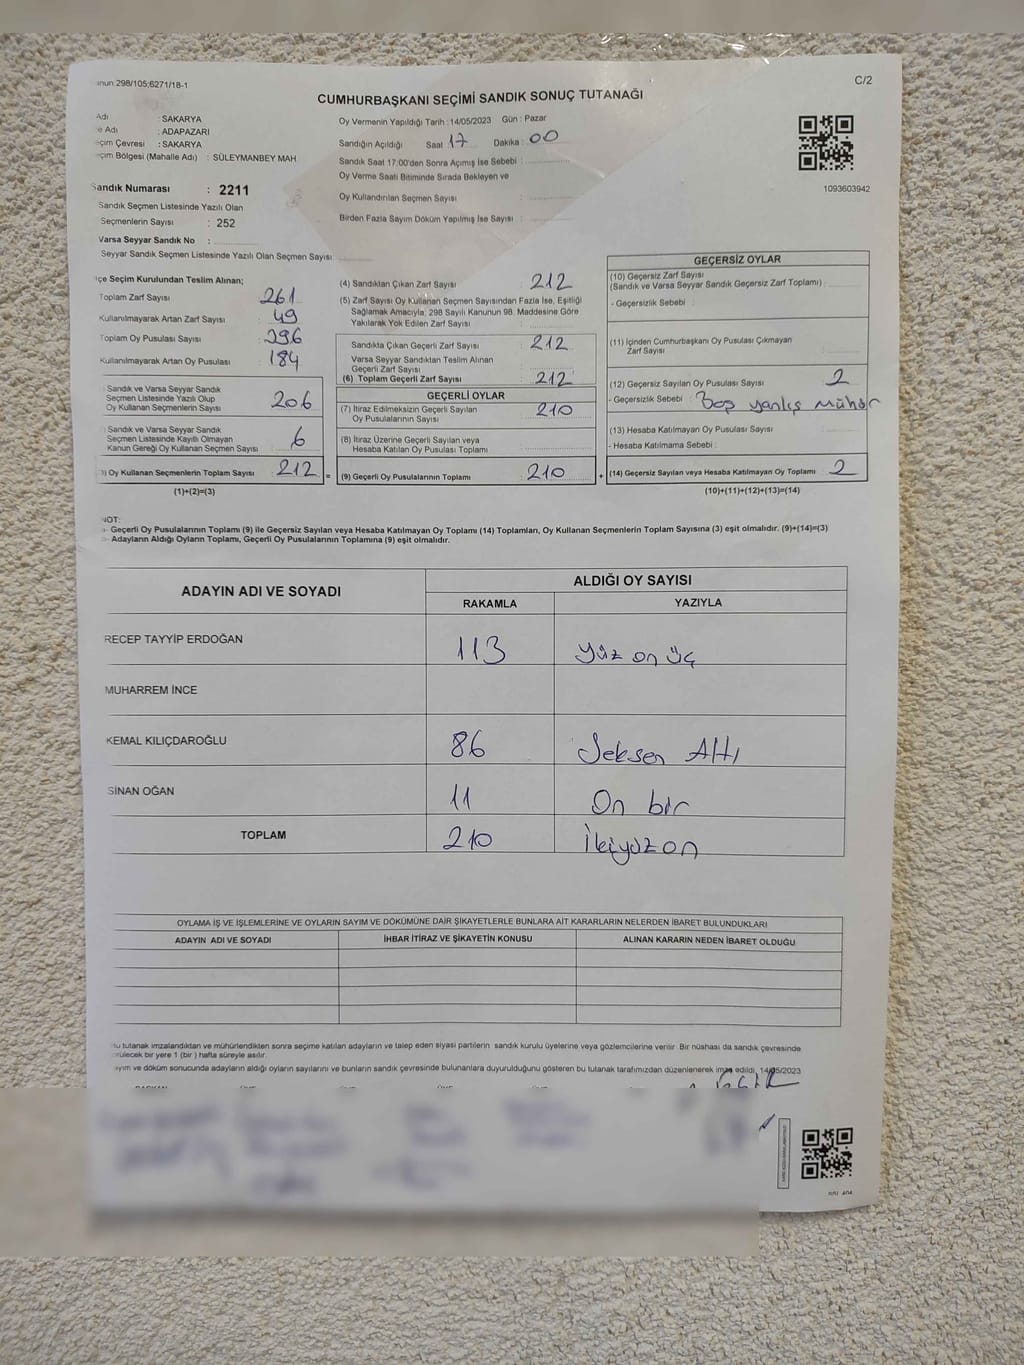 298/105;6271/18-1
C/2
CUMHURBAŞKANI SEÇİMİ SANDIK SONUÇ TUTANAĞI
Adı : SAKARYA
Adı : ADAPAZARI
Çevresi : SAKARYA
Bölgesi (Mahalle Adı) : SÜLEYMANBEY MAH
Sandık Numarası : 2211
Sandık Seçmen Listesinde Yazılı Olan
Seçmenlerin Sayısı : 252
Varsa Seyyar Sandık No :
Seyyar Sandık Seçmen Listesinde Yazılı Olan Seçmen Sayısı:
Oy Vermenin Yapıldığı Tarih : 14/05/2023 Gün : Pazar
Sandığın Açıldığı Saat 17 Dakika : 00
Sandık Saat 17:00'den Sonra Açımış İse Sebebi :
Oy Verme Saati Bitiminde Sırada Bekleyen ve
Oy Kullandırılan Seçmen Sayısı :
Birden Fazla Sayım Döküm Yapılmış İse Sayısı :
1093603942
Seçim Kurulundan Teslim Alınan;
Toplam Zarf Sayısı : 261
Kullanılmayarak Artan Zarf Sayısı : 49
Toplam Oy Pusulası Sayısı : 396
Kullanılmayarak Artan Oy Pusulası : 184
Sandık ve Varsa Seyyar Sandık
Seçmen Listesinde Yazılı Olup
Oy Kullanan Seçmenlerin Sayısı 206
Sandık ve Varsa Seyyar Sandık
Seçmen Listesinde Kayıtlı Olmayan
Kanun Gereği Oy Kullanan Seçmen Sayısı 6
Oy Kullanan Seçmenlerin Toplam Sayısı : 212 =
(1)+(2)=(3)
(4) Sandıktan Çıkan Zarf Sayısı : 212
(5) Zarf Sayısı Oy Kullanan Seçmen Sayısından Fazla İse, Eşitliği
Sağlamak Amacıyla, 298 Sayılı Kanunun 98. Maddesine Göre
Yakılarak Yok Edilen Zarf Sayısı :
Sandıkta Çıkan Geçerli Zarf Sayısı : 212
Varsa Seyyar Sandıktan Teslim Alınan
Geçerli Zarf Sayısı :
(6) Toplam Geçerli Zarf Sayısı : 212
GEÇERLİ OYLAR
(7) İtiraz Edilmeksizin Geçerli Sayılan
Oy Pusulalarının Sayısı : 210
(8) İtiraz Üzerine Geçerli Sayılan veya
Hesaba Katılan Oy Pusulası Toplamı :
(9) Geçerli Oy Pusulalarının Toplamı : 210 +
GEÇERSİZ OYLAR
(10) Geçersiz Zarf Sayısı
(Sandık ve Varsa Seyyar Sandık Geçersiz Zarf Toplamı) :
- Geçersizlik Sebebi :
(11) İçinden Cumhurbaşkanı Oy Pusulası Çıkmayan
Zarf Sayısı :
(12) Geçersiz Sayılan Oy Pusulası Sayısı : 2
- Geçersizlik Sebebi : Boş yanlış mühür
(13) Hesaba Katılmayan Oy Pusulası Sayısı :
- Hesaba Katılmama Sebebi :
(14) Geçersiz Sayılan veya Hesaba Katılmayan Oy Toplamı : 2
(10)+(11)+(12)+(13)=(14)
NOT:
- Geçerli Oy Pusulalarının Toplamı (9) ile Geçersiz Sayılan veya Hesaba Katılmayan Oy Toplamı (14) Toplamları, Oy Kullanan Seçmenlerin Toplam Sayısına (3) eşit olmalıdır. (9)+(14)=(3)
- Adayların Aldığı Oyların Toplamı, Geçerli Oy Pusulalarının Toplamına (9) eşit olmalıdır.
ADAYIN ADI VE SOYADI
ALDIĞI OY SAYISI
RAKAMLA YAZIYLA
RECEP TAYYİP ERDOĞAN 113 Yüz on üç
MUHARREM İNCE
KEMAL KILIÇDAROĞLU 86 Seksen Altı
SİNAN OĞAN 11 On bir
TOPLAM 210 İkiyüzon
OYLAMA İŞ VE İŞLEMLERİNE VE OYLARIN SAYIM VE DÖKÜMÜNE DAİR ŞİKAYETLERLE BUNLARA AİT KARARLARIN NELERDEN İBARET BULUNDUKLARI
ADAYIN ADI VE SOYADI İHBAR İTİRAZ VE ŞİKAYETİN KONUSU ALINAN KARARIN NEDEN İBARET OLDUĞU
tutanak imzalandıktan ve mühürlendikten sonra seçime katılan adayların ve talep eden siyasi partilerin sandık kurulu üyelerine veya gözlemcilerine verilir. Bir nüshası da sandık çevresinde
bir yere 1 (bir) hafta süreyle asılır.
ve döküm sonucunda adayların aldığı oyların sayılarını ve bunların sandık çevresinde bulunanlara duyurulduğunu gösteren bu tutanak tarafımızdan düzenlenerek imza edildi, 14/05/2023